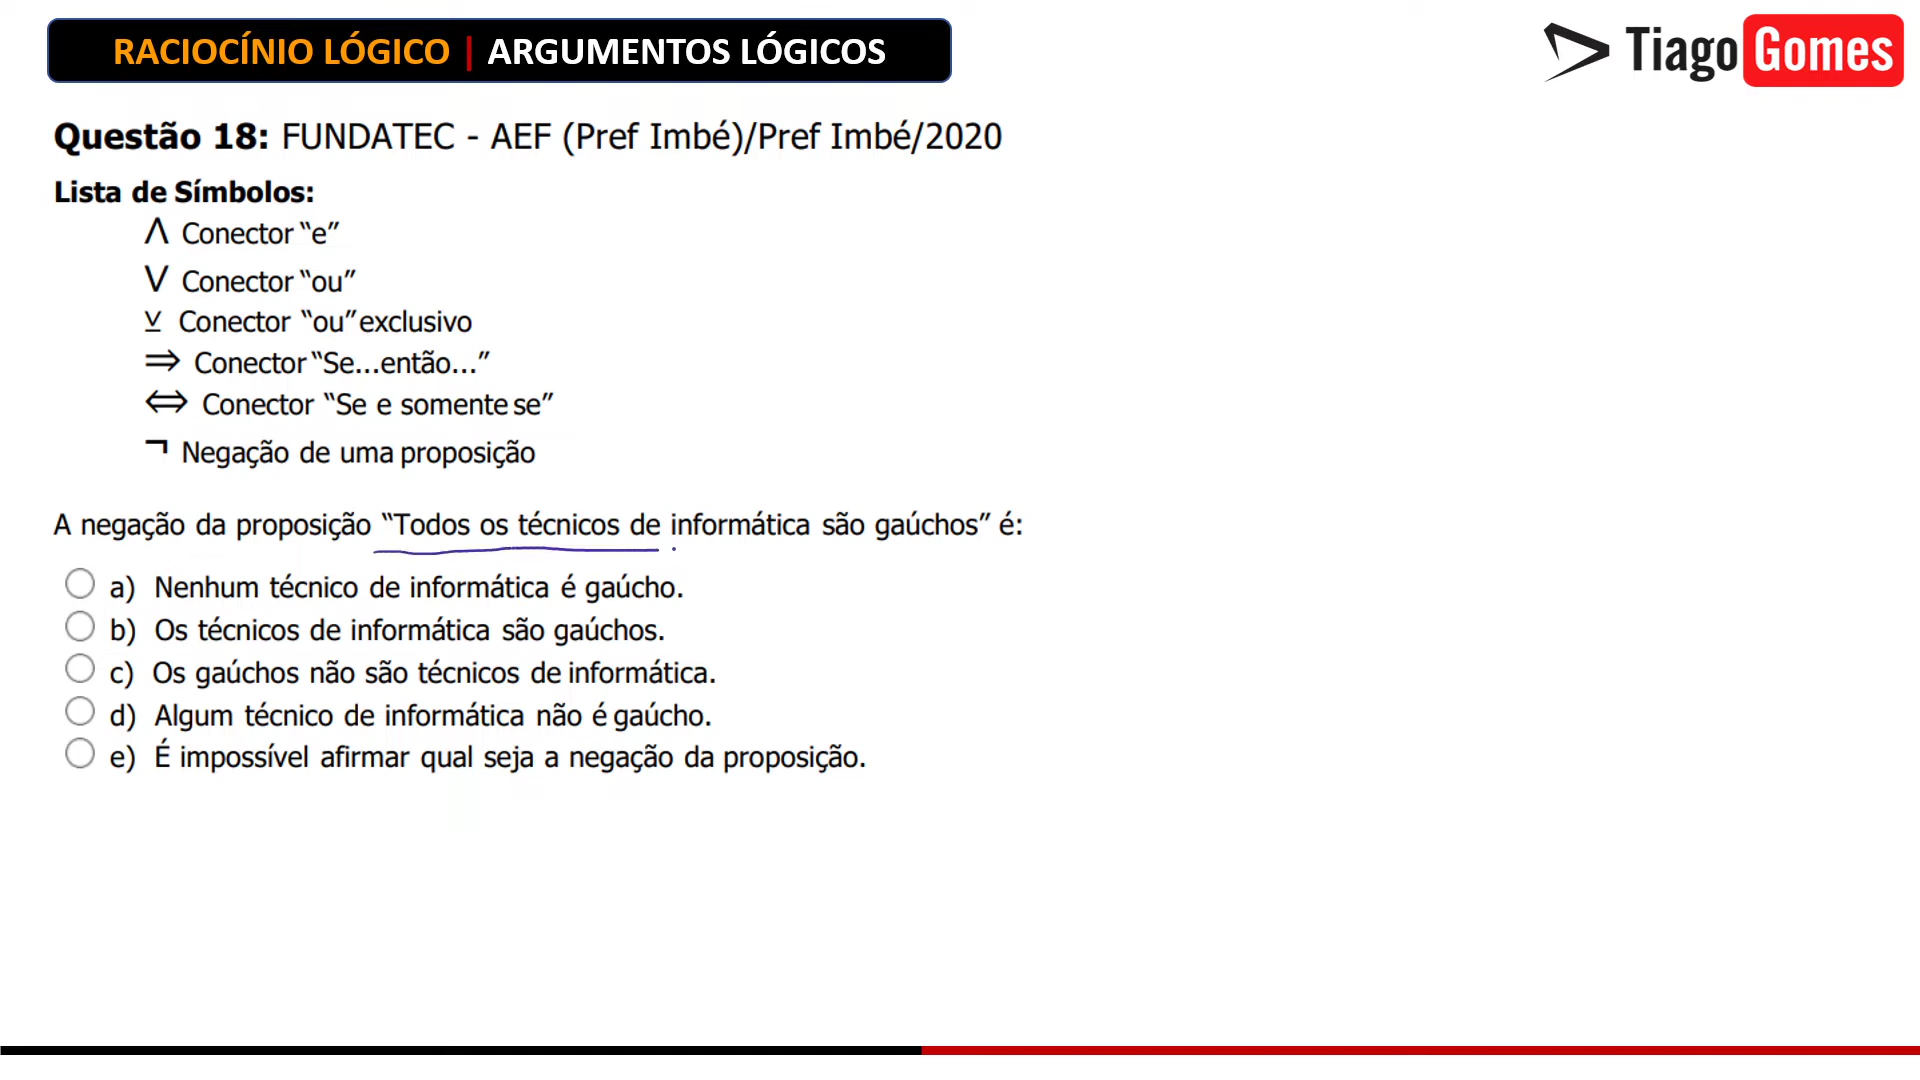 RACIOCÍNIO LÓGICO | ARGUMENTOS LÓGICOS
Tiago Gomes
Questão 18: FUNDATEC - AEF (Pref Imbé)/Pref Imbé/2020
Lista de Símbolos:
Λ Conector “e”
V Conector “ou”
⊻ Conector “ou” exclusivo
⇒ Conector “Se...então...”
⇔ Conector “Se e somente se”
¬ Negação de uma proposição
A negação da proposição “Todos os técnicos de informática são gaúchos” é:
a) Nenhum técnico de informática é gaúcho.
b) Os técnicos de informática são gaúchos.
c) Os gaúchos não são técnicos de informática.
d) Algum técnico de informática não é gaúcho.
e) É impossível afirmar qual seja a negação da proposição.